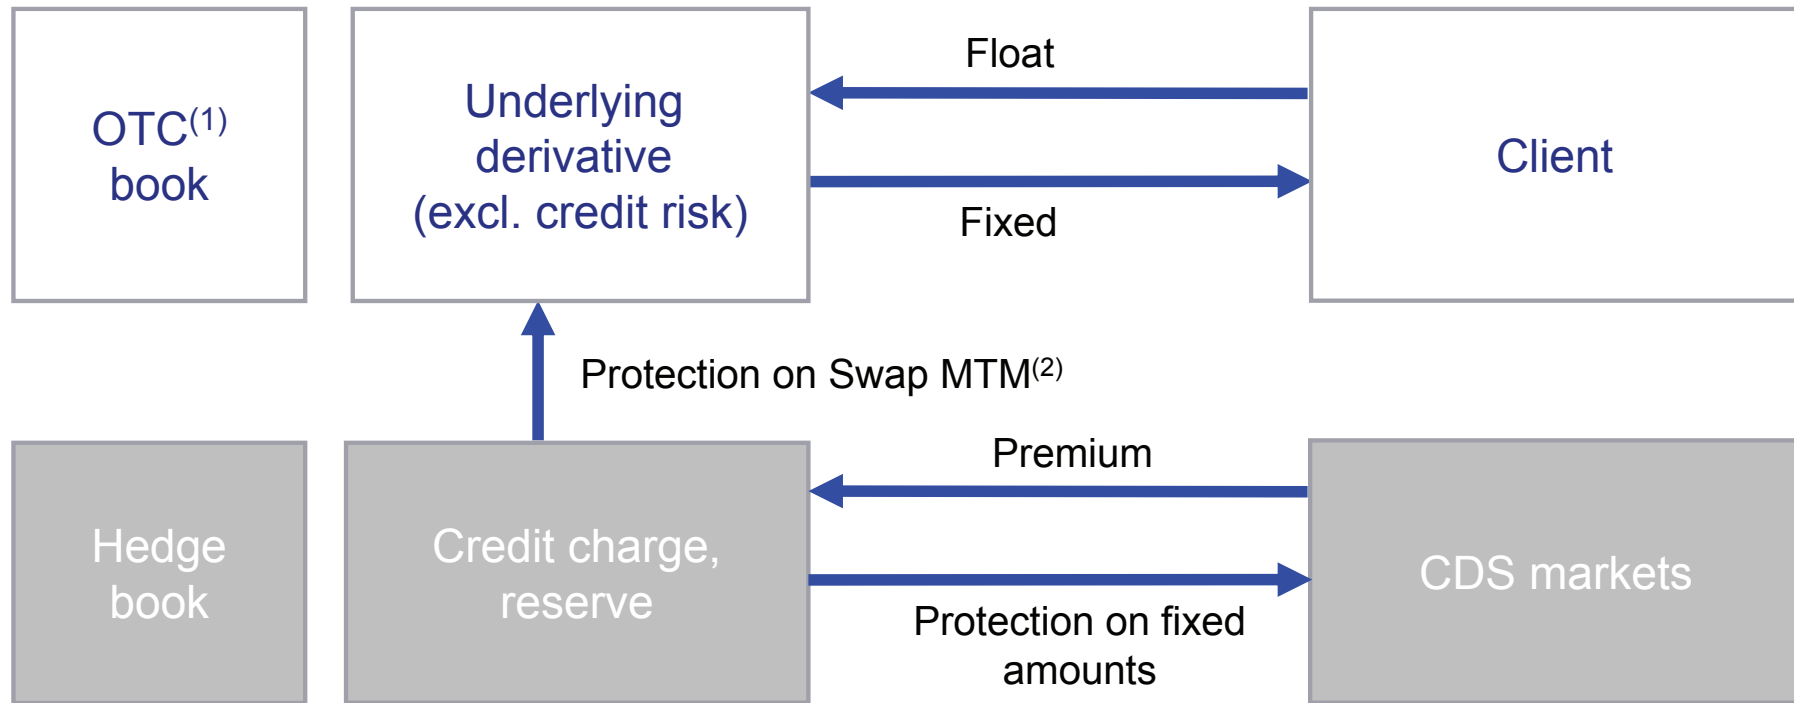 OTC(1)
book
Underlying
derivative
(excl. credit risk)
Float
Fixed
Client
Protection on Swap MTM(2)
Hedge
book
Credit charge,
reserve
Premium
Protection on fixed
amounts
CDS markets